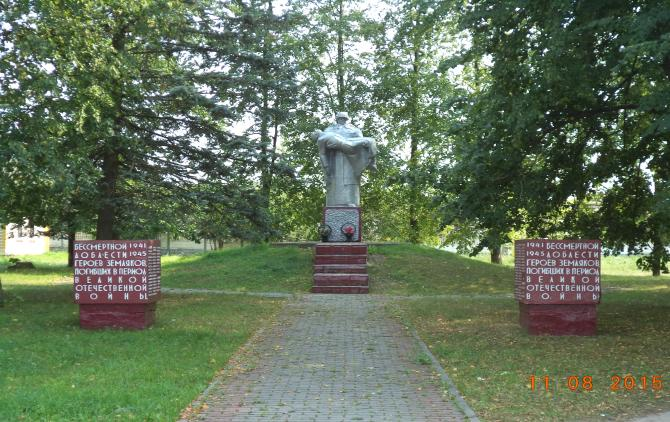 БЕССМЕРТНОЙ 1941
ДОБЛЕСТИ 1945
ГЕРОЕВ ЗЕМЛЯКОВ,
ПОГИБШИХ В ПЕРИОД
ВЕЛИКОЙ
ОТЕЧЕСТВЕННОЙ
ВОЙНЫ
1941 БЕССМЕРТНОЙ
1945 ДОБЛЕСТИ
ГЕРОЕВ ЗЕМЛЯКОВ,
ПОГИБШИХ В ПЕРИОД
ВЕЛИКОЙ
ОТЕЧЕСТВЕННОЙ
ВОЙНЫ
11 08 2015